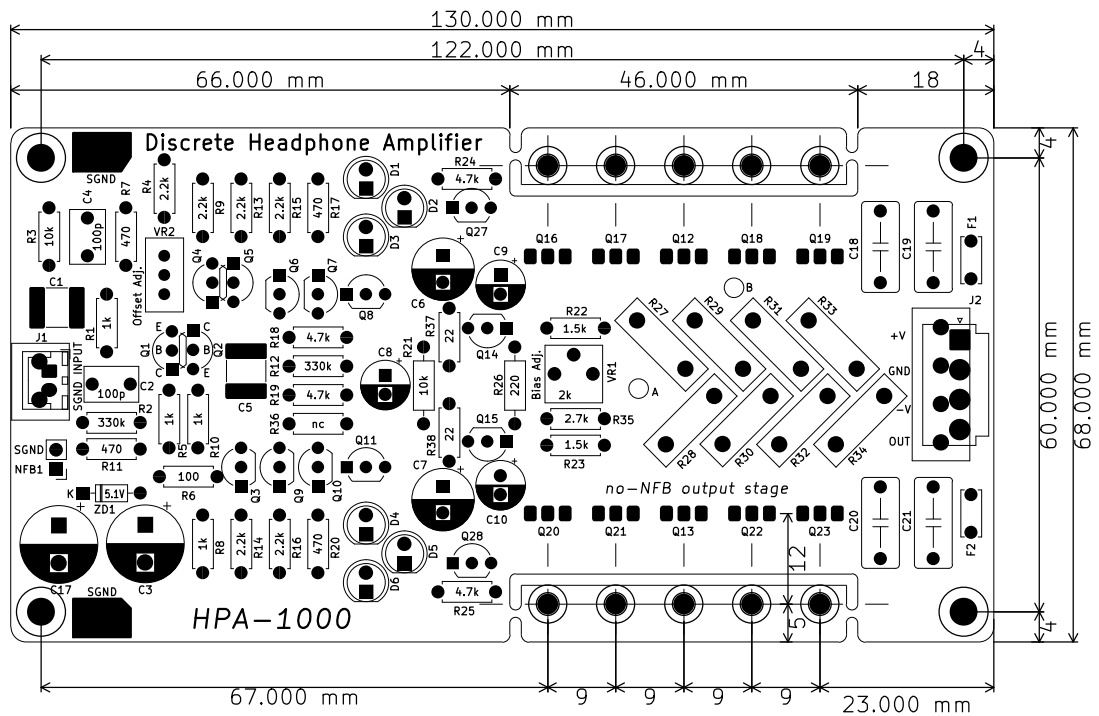 130.000 mm
122.000 mm
4
66.000 mm
46.000 mm
18
Discrete Headphone Amplifier
SGND
R4
2.2k
C4
100p
R7
470
R3
10k
VR2
Offset Adj.
2.2k
R9
2.2k
R13
2.2k
R15
470
R17
D1
D2
D3
R24
4.7k
Q27
4
Q16
Q17
Q12
Q18
Q19
C18
C19
F1
Q4
Q5
Q6
Q7
Q8
C6
+
C9
+
C1
R1
1k
J1
SGND INPUT
E
B
C
Q1
C
B
E
Q2
C5
R18
4.7k
R12
330k
R19
4.7k
R36
nc
C8
+
R21
10k
R37
22
R38
22
Q14
R26
220
Q15
Bias Adj.
R22
1.5k
VR1
2k
2.7k
R35
1.5k
R23
B
A
R27
R29
R31
R33
R28
R30
R32
R34
J2
+V
GND
-V
OUT
60.000 mm
68.000 mm
C2
100p
R2
330k
470
R11
SGND
NFB1
1k
R5
1k
R10
100
R6
K
5.1V
ZD1
Q3
Q9
Q10
Q11
C7
+
C10
+
no-NFB output stage
Q20
Q21
Q13
Q22
Q23
C20
C21
F2
+
C17
+
C3
1k
R8
2.2k
R14
2.2k
R16
470
R20
D4
D5
D6
Q28
4.7k
R25
SGND
HPA-1000
12
5
4
67.000 mm
9
9
9
9
23.000 mm